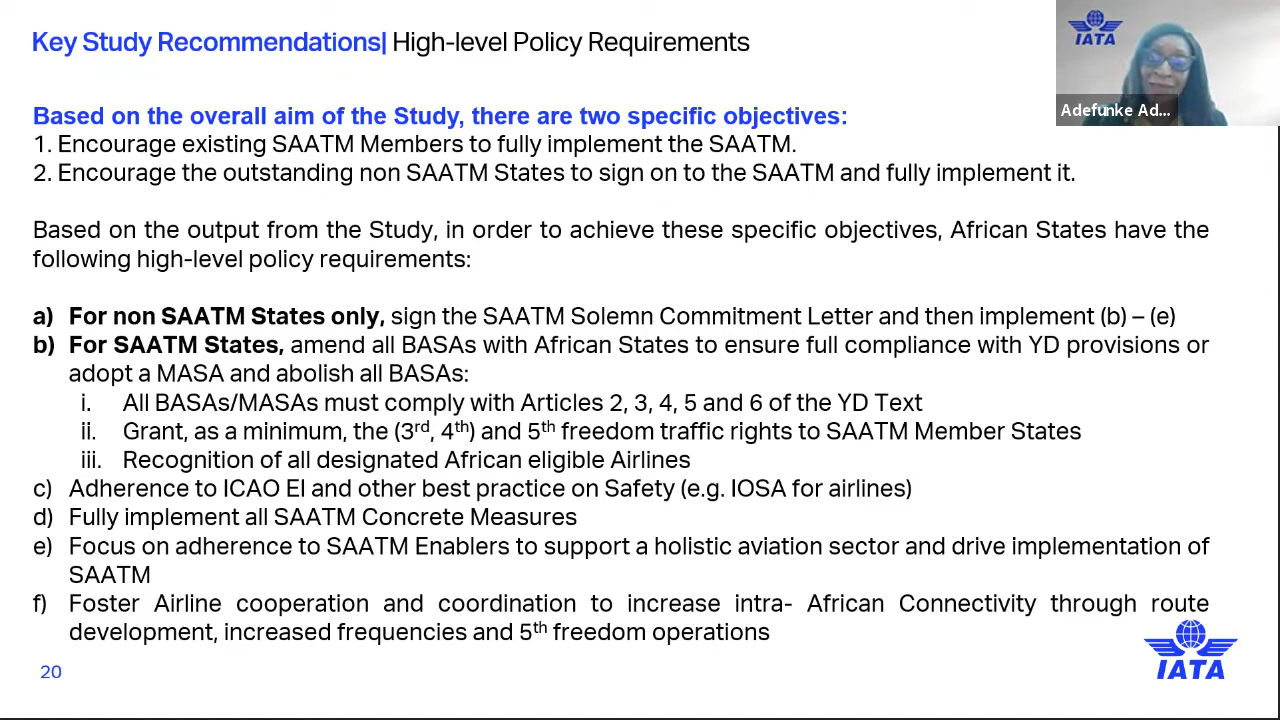 Key Study Recommendations| High-level Policy Requirements
IATA
Adefunke Ad...
Based on the overall aim of the Study, there are two specific objectives:
1. Encourage existing SAATM Members to fully implement the SAATM.
2. Encourage the outstanding non SAATM States to sign on to the SAATM and fully implement it.
Based on the output from the Study, in order to achieve these specific objectives, African States have the
following high-level policy requirements:
a) For non SAATM States only, sign the SAATM Solemn Commitment Letter and then implement (b) – (e)
b) For SAATM States, amend all BASAs with African States to ensure full compliance with YD provisions or
adopt a MASA and abolish all BASAs:
i. All BASAs/MASAs must comply with Articles 2, 3, 4, 5 and 6 of the YD Text
ii. Grant, as a minimum, the (3rd, 4th) and 5th freedom traffic rights to SAATM Member States
iii. Recognition of all designated African eligible Airlines
c) Adherence to ICAO EI and other best practice on Safety (e.g. IOSA for airlines)
d) Fully implement all SAATM Concrete Measures
e) Focus on adherence to SAATM Enablers to support a holistic aviation sector and drive implementation of
SAATM
f) Foster Airline cooperation and coordination to increase intra- African Connectivity through route
development, increased frequencies and 5th freedom operations
20
IATA